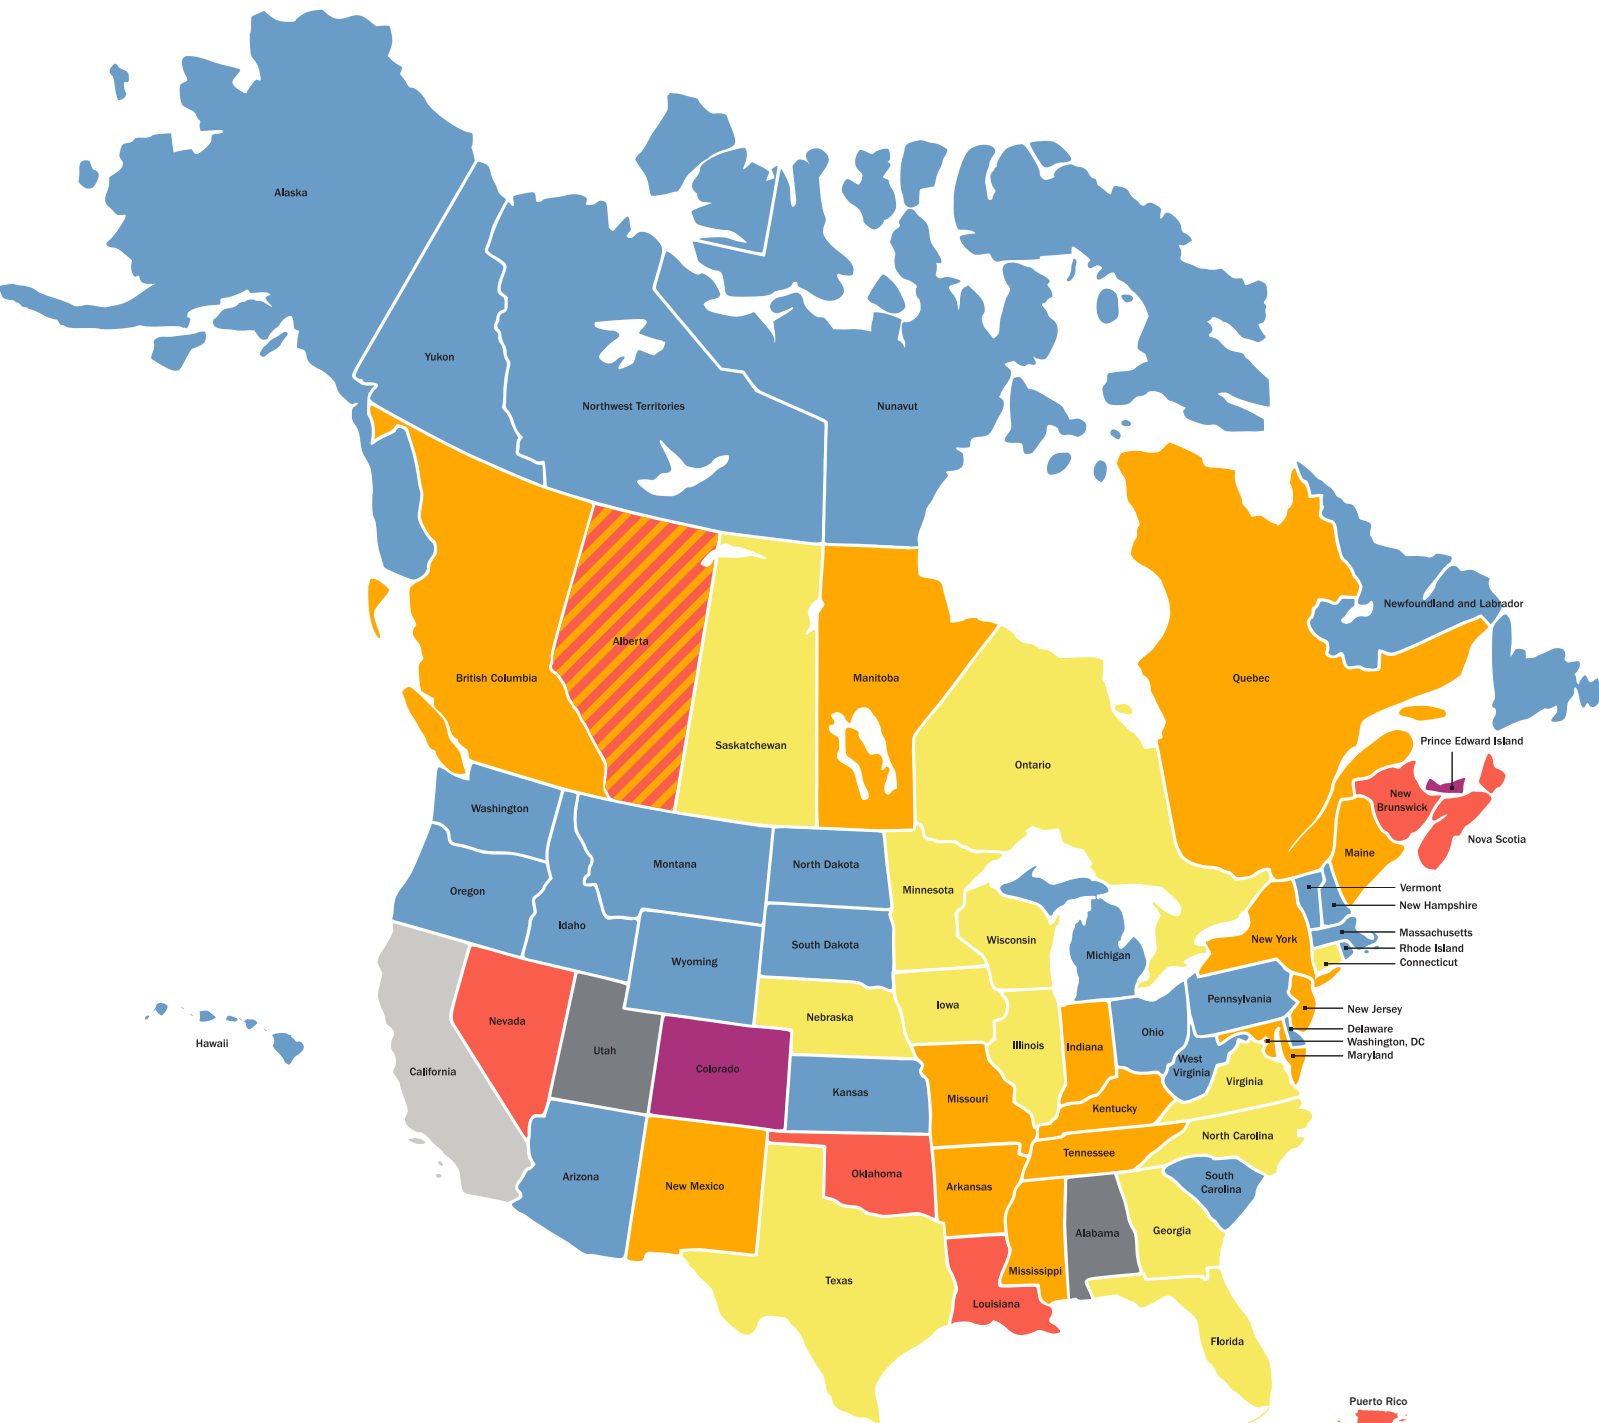 Alaska
Yukon
Northwest Territories
Nunavut
Newfoundland and Labrador
Alberta
British Columbia
Manitoba
Quebec
Saskatchewan
Ontario
Prince Edward Island
New
Brunswick
Nova Scotia
Washington
Montana
North Dakota
Maine
Oregon
Minnesota
Vermont
New Hampshire
Idaho
South Dakota
Wisconsin
New York
Massachusetts
Rhode Island
Connecticut
Wyoming
Michigan
Pennsylvania
Nebraska
Iowa
New Jersey
Nevada
Hawaii
Utah
Illinois
Indiana
Ohio
Delaware
Washington, DC
Maryland
California
Colorado
West
Virginia
Virginia
Kansas
Missouri
Kentucky
North Carolina
Tennessee
Arizona
New Mexico
Oklahoma
Arkansas
South
Carolina
Alabama
Georgia
Texas
Mississippi
Louisiana
Florida
Puerto Rico